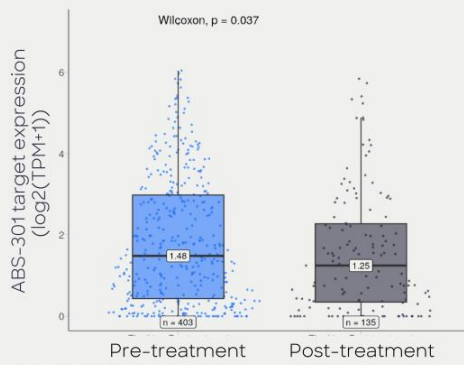 Wilcoxon, p = 0.037
ABS-301 target expression
(log2(TPM+1))
6
4
2
0
1.48
1.25
n = 403
n = 135
Pre-treatment
Post-treatment